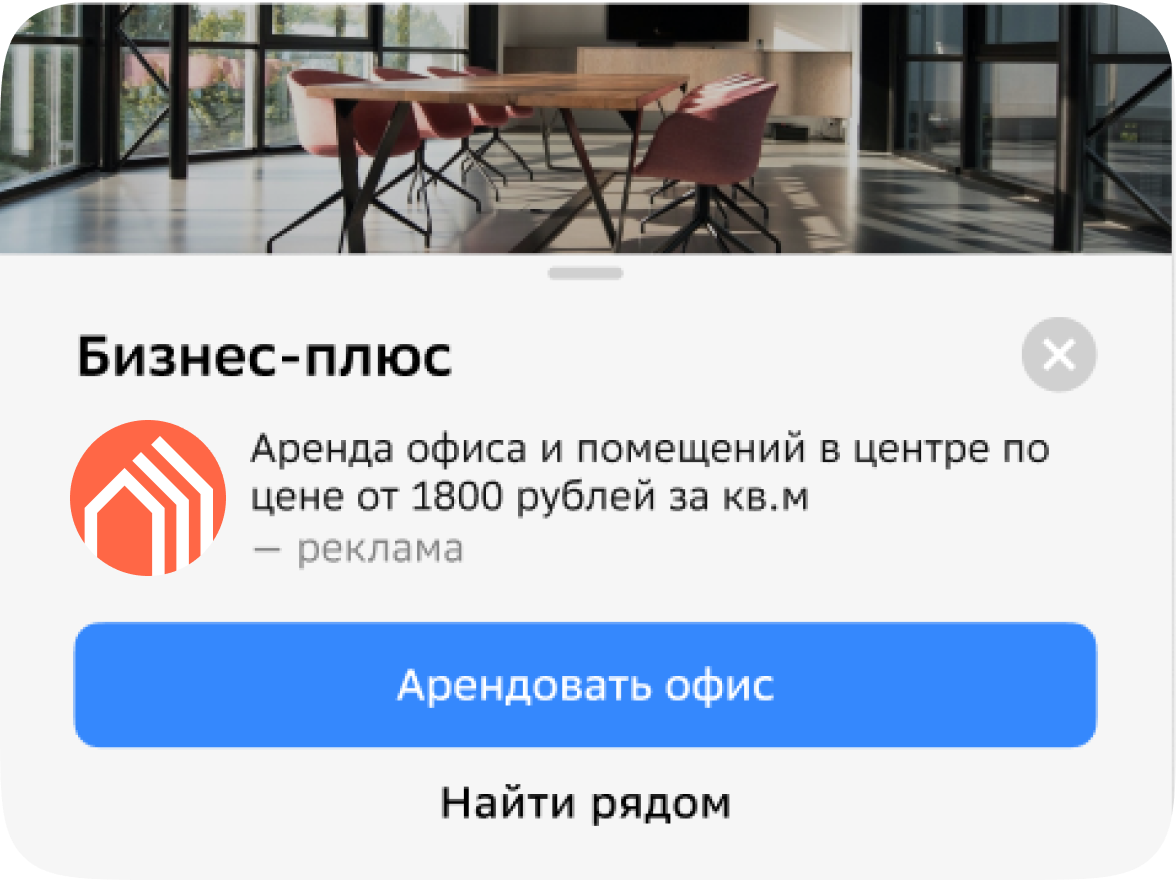 Бизнес-плюс
Аренда офиса и помещений в центре по
цене от 1800 рублей за кв.м
— реклама
Арендовать офис
Найти рядом